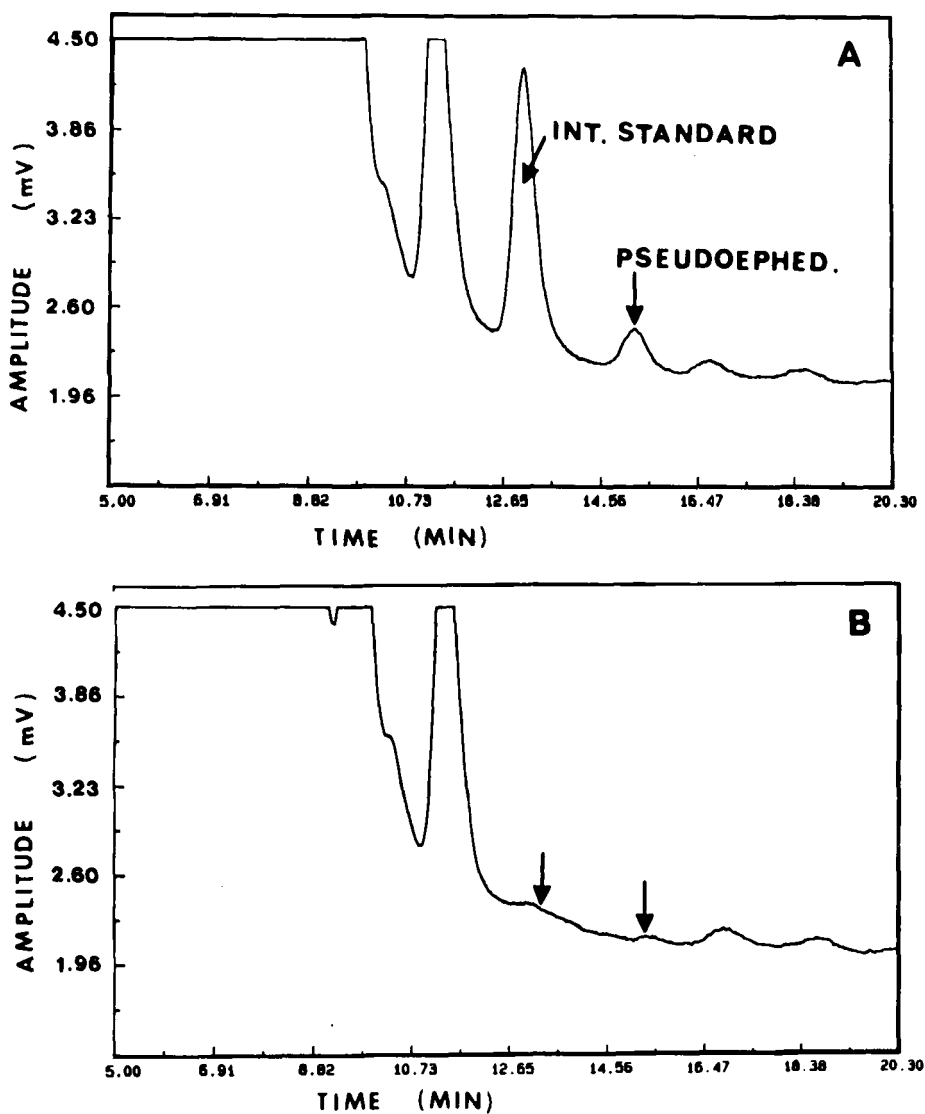 A
4.50
3.86
3.23
2.60
1.96
AMPLITUDE (mV)
INT. STANDARD
PSEUDOEPHED.
5.00 6.91 8.82 10.73 12.65 14.56 16.47 18.38 20.30
TIME (MIN)
B
4.50
3.86
3.23
2.60
1.96
AMPLITUDE (mV)
5.00 6.91 8.82 10.73 12.65 14.56 16.47 18.38 20.30
TIME (MIN)